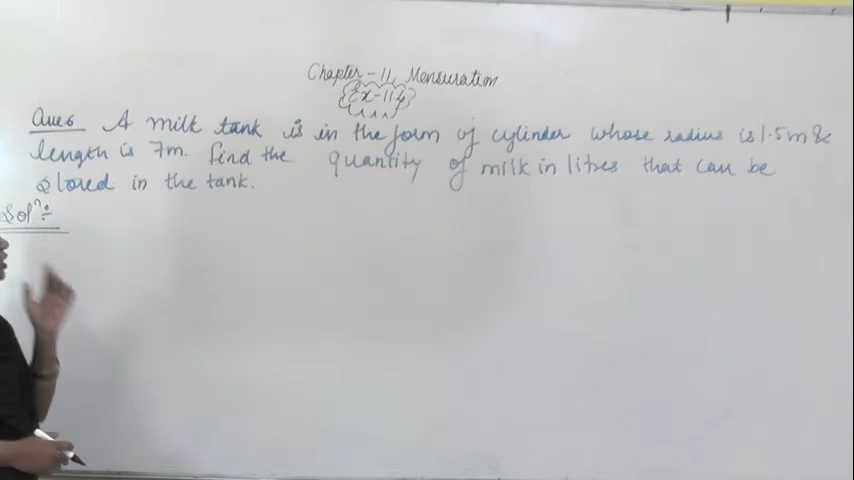 Chapter-11, Mensuration
Ex-11.4
Que6 A milk tank is in the form of cylinder whose radius is 1.5m &
length is 7m. Find the quantity of milk in litres that can be
stored in the tank.
Solⁿ: